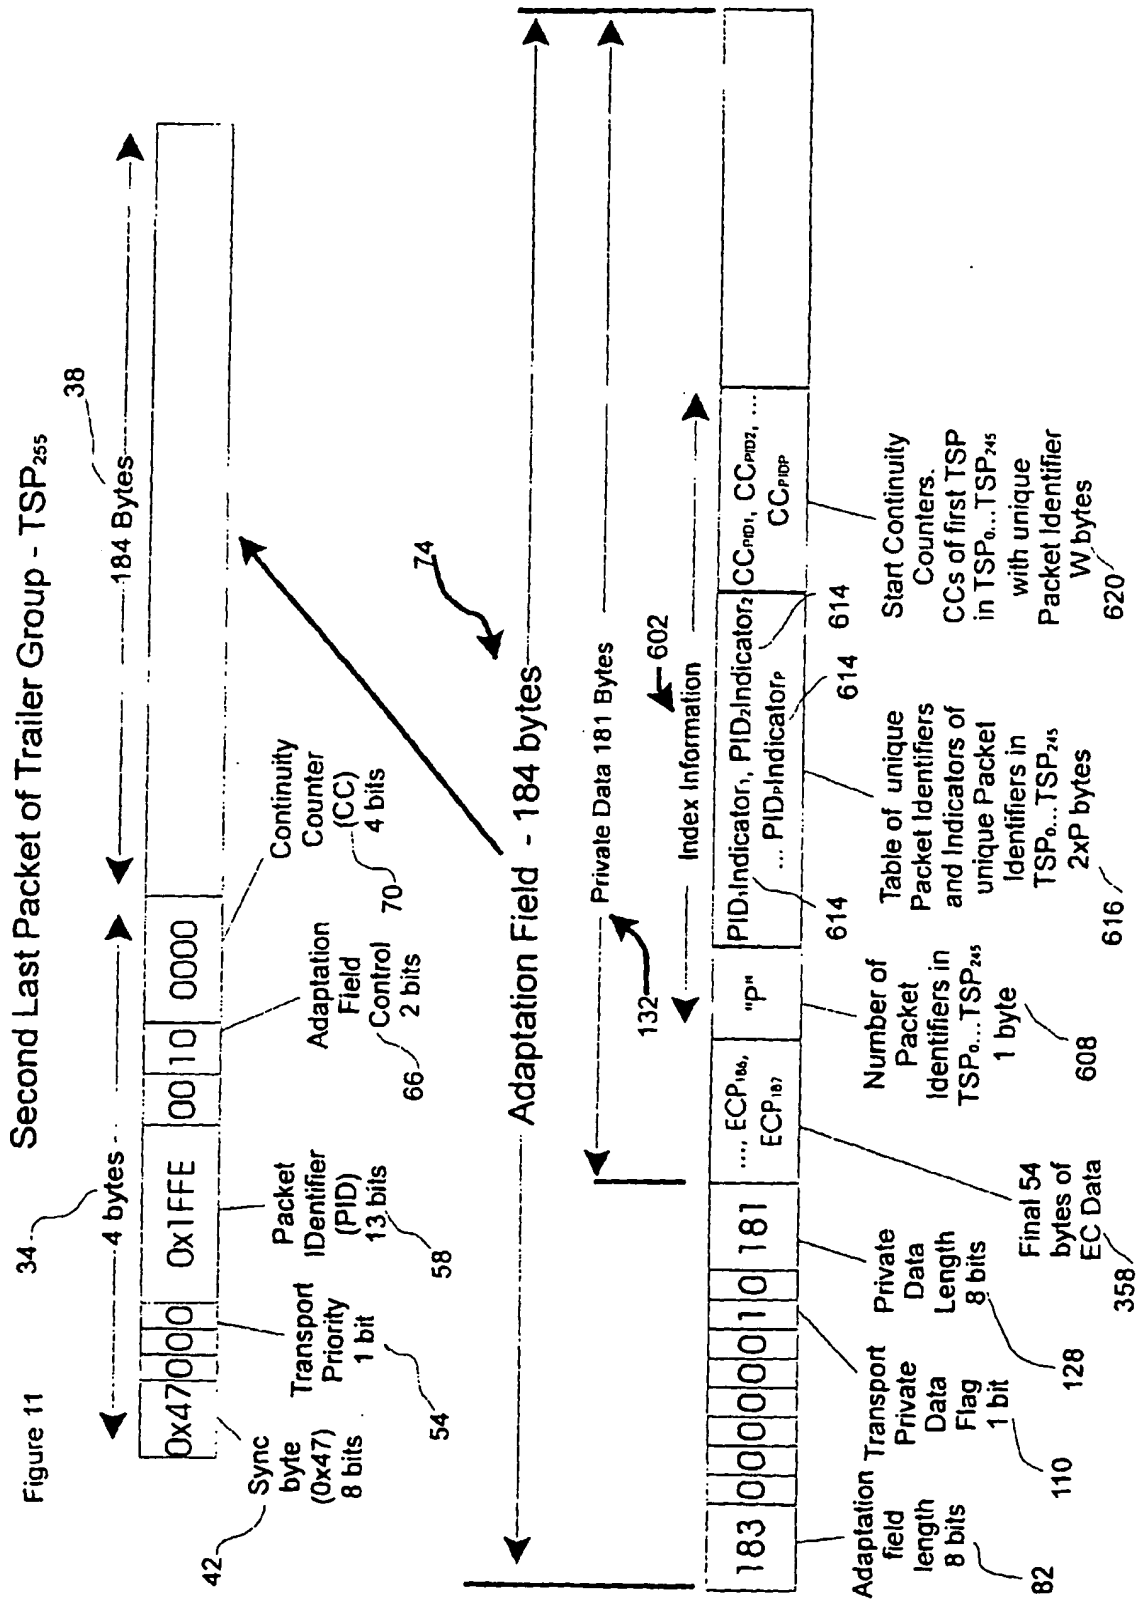 Figure 11
Second Last Packet of Trailer Group - TSP255
34
4 bytes
184 Bytes
38
0x47 0 0 0 0x1FFE 00 10 0000
42
Sync
byte
(0x47)
8 bits
Transport
Priority
1 bit
54
Packet
IDentifier
(PID)
13 bits
58
Adaptation
Field
Control
2 bits
66
Continuity
Counter
(CC)
4 bits
70
74
Adaptation Field - 184 bytes
Private Data 181 Bytes
132
602
Index Information
183 0 0 0 0 0 0 1 0 181
..., ECP186,
ECP187
"P"
PID1Indicator1, PID2Indicator2
... PIDPIndicatorP
CCPID1, CCPID2, ...
CCPIDP
614
614
614
Adaptation
field
length
8 bits
82
Transport
Private
Data
Flag
1 bit
110
Private
Data
Length
8 bits
128
Final 54
bytes of
EC Data
358
Number of
Packet
Identifiers in
TSP0...TSP245
1 byte
608
Table of unique
Packet Identifiers
and Indicators of
unique Packet
Identifiers in
TSP0...TSP245
2xP bytes
616
Start Continuity
Counters.
CCs of first TSP
in TSP0...TSP245
with unique
Packet Identifier
W bytes
620